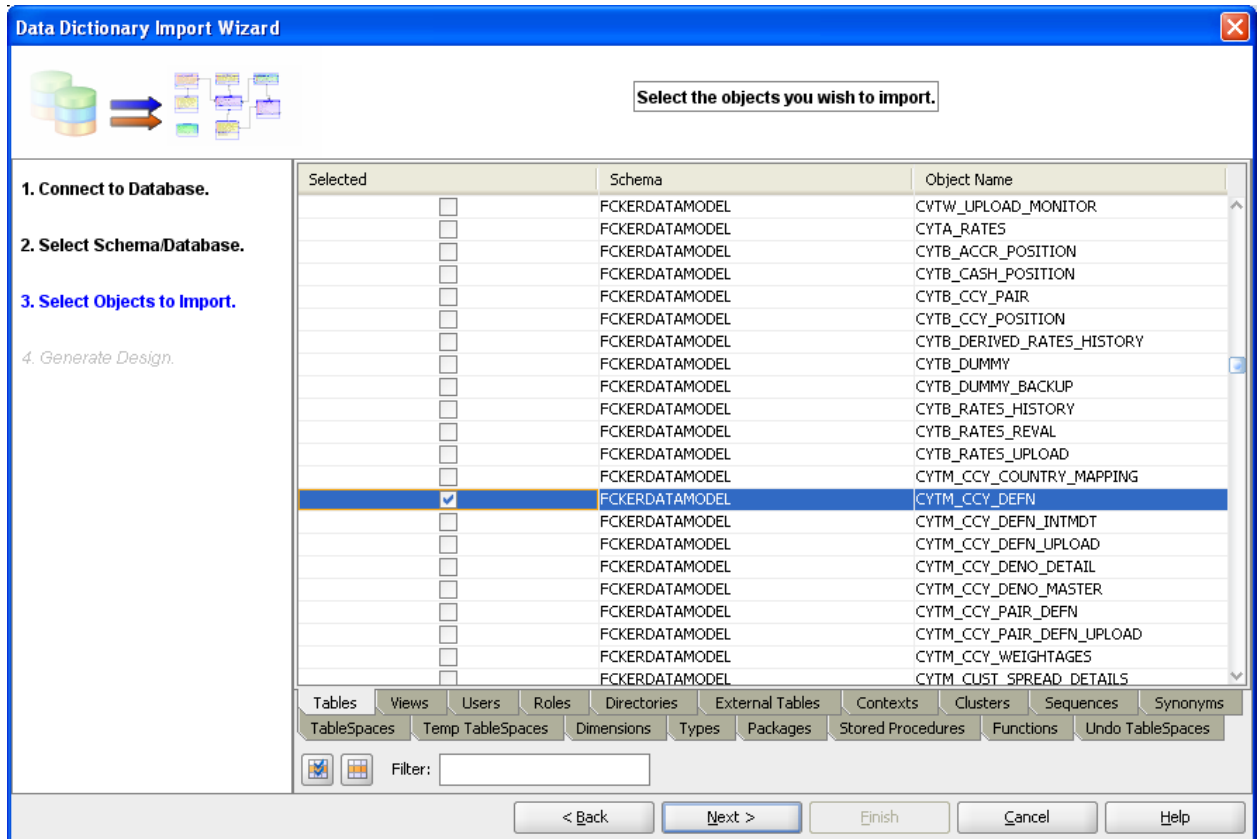 Data Dictionary Import Wizard
Select the objects you wish to import.
1. Connect to Database.
2. Select Schema/Database.
3. Select Objects to Import.
4. Generate Design.
Selected Schema Object Name
FCKERDATAMODEL CVTW_UPLOAD_MONITOR
FCKERDATAMODEL CYTA_RATES
FCKERDATAMODEL CYTB_ACCR_POSITION
FCKERDATAMODEL CYTB_CASH_POSITION
FCKERDATAMODEL CYTB_CCY_PAIR
FCKERDATAMODEL CYTB_CCY_POSITION
FCKERDATAMODEL CYTB_DERIVED_RATES_HISTORY
FCKERDATAMODEL CYTB_DUMMY
FCKERDATAMODEL CYTB_DUMMY_BACKUP
FCKERDATAMODEL CYTB_RATES_HISTORY
FCKERDATAMODEL CYTB_RATES_REVAL
FCKERDATAMODEL CYTB_RATES_UPLOAD
FCKERDATAMODEL CYTM_CCY_COUNTRY_MAPPING
FCKERDATAMODEL CYTM_CCY_DEFN
FCKERDATAMODEL CYTM_CCY_DEFN_INTMDT
FCKERDATAMODEL CYTM_CCY_DEFN_UPLOAD
FCKERDATAMODEL CYTM_CCY_DENO_DETAIL
FCKERDATAMODEL CYTM_CCY_DENO_MASTER
FCKERDATAMODEL CYTM_CCY_PAIR_DEFN
FCKERDATAMODEL CYTM_CCY_PAIR_DEFN_UPLOAD
FCKERDATAMODEL CYTM_CCY_WEIGHTAGES
FCKERDATAMODEL CYTM_CUST_SPREAD_DETAILS
Tables Views Users Roles Directories External Tables Contexts Clusters Sequences Synonyms
TableSpaces Temp TableSpaces Dimensions Types Packages Stored Procedures Functions Undo TableSpaces
Filter:
< Back Next > Finish Cancel Help